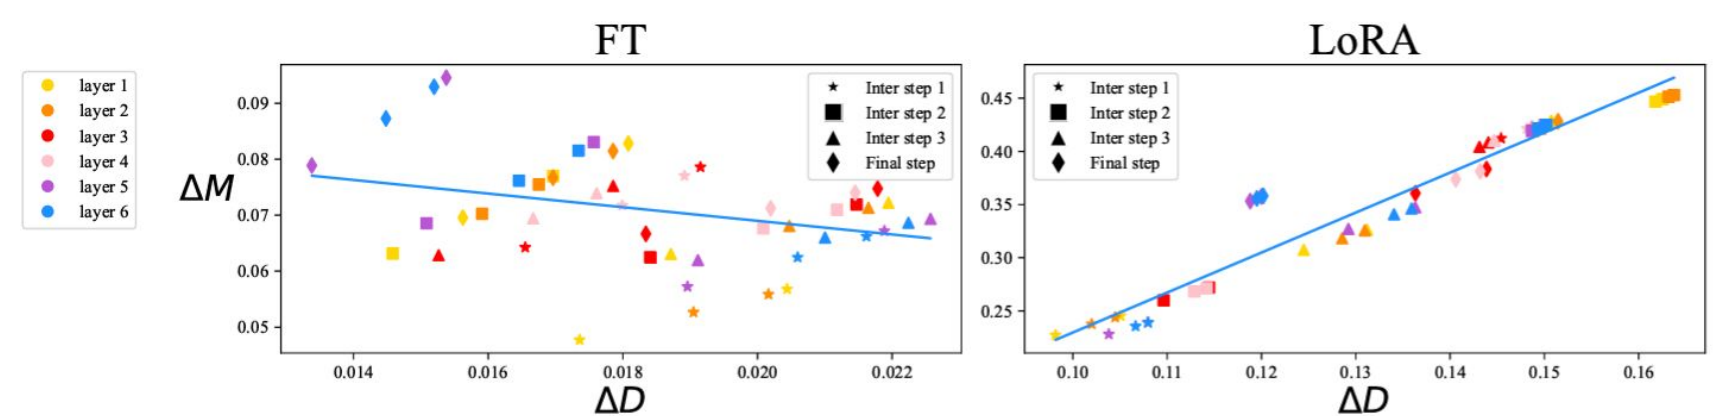 FT
LoRA
layer 1
layer 2
layer 3
layer 4
layer 5
layer 6
ΔM
0.09
0.08
0.07
0.06
0.05
Inter step 1
Inter step 2
Inter step 3
Final step
0.014 0.016 0.018 0.020 0.022
ΔD
0.45
0.40
0.35
0.30
0.25
Inter step 1
Inter step 2
Inter step 3
Final step
0.10 0.11 0.12 0.13 0.14 0.15 0.16
ΔD